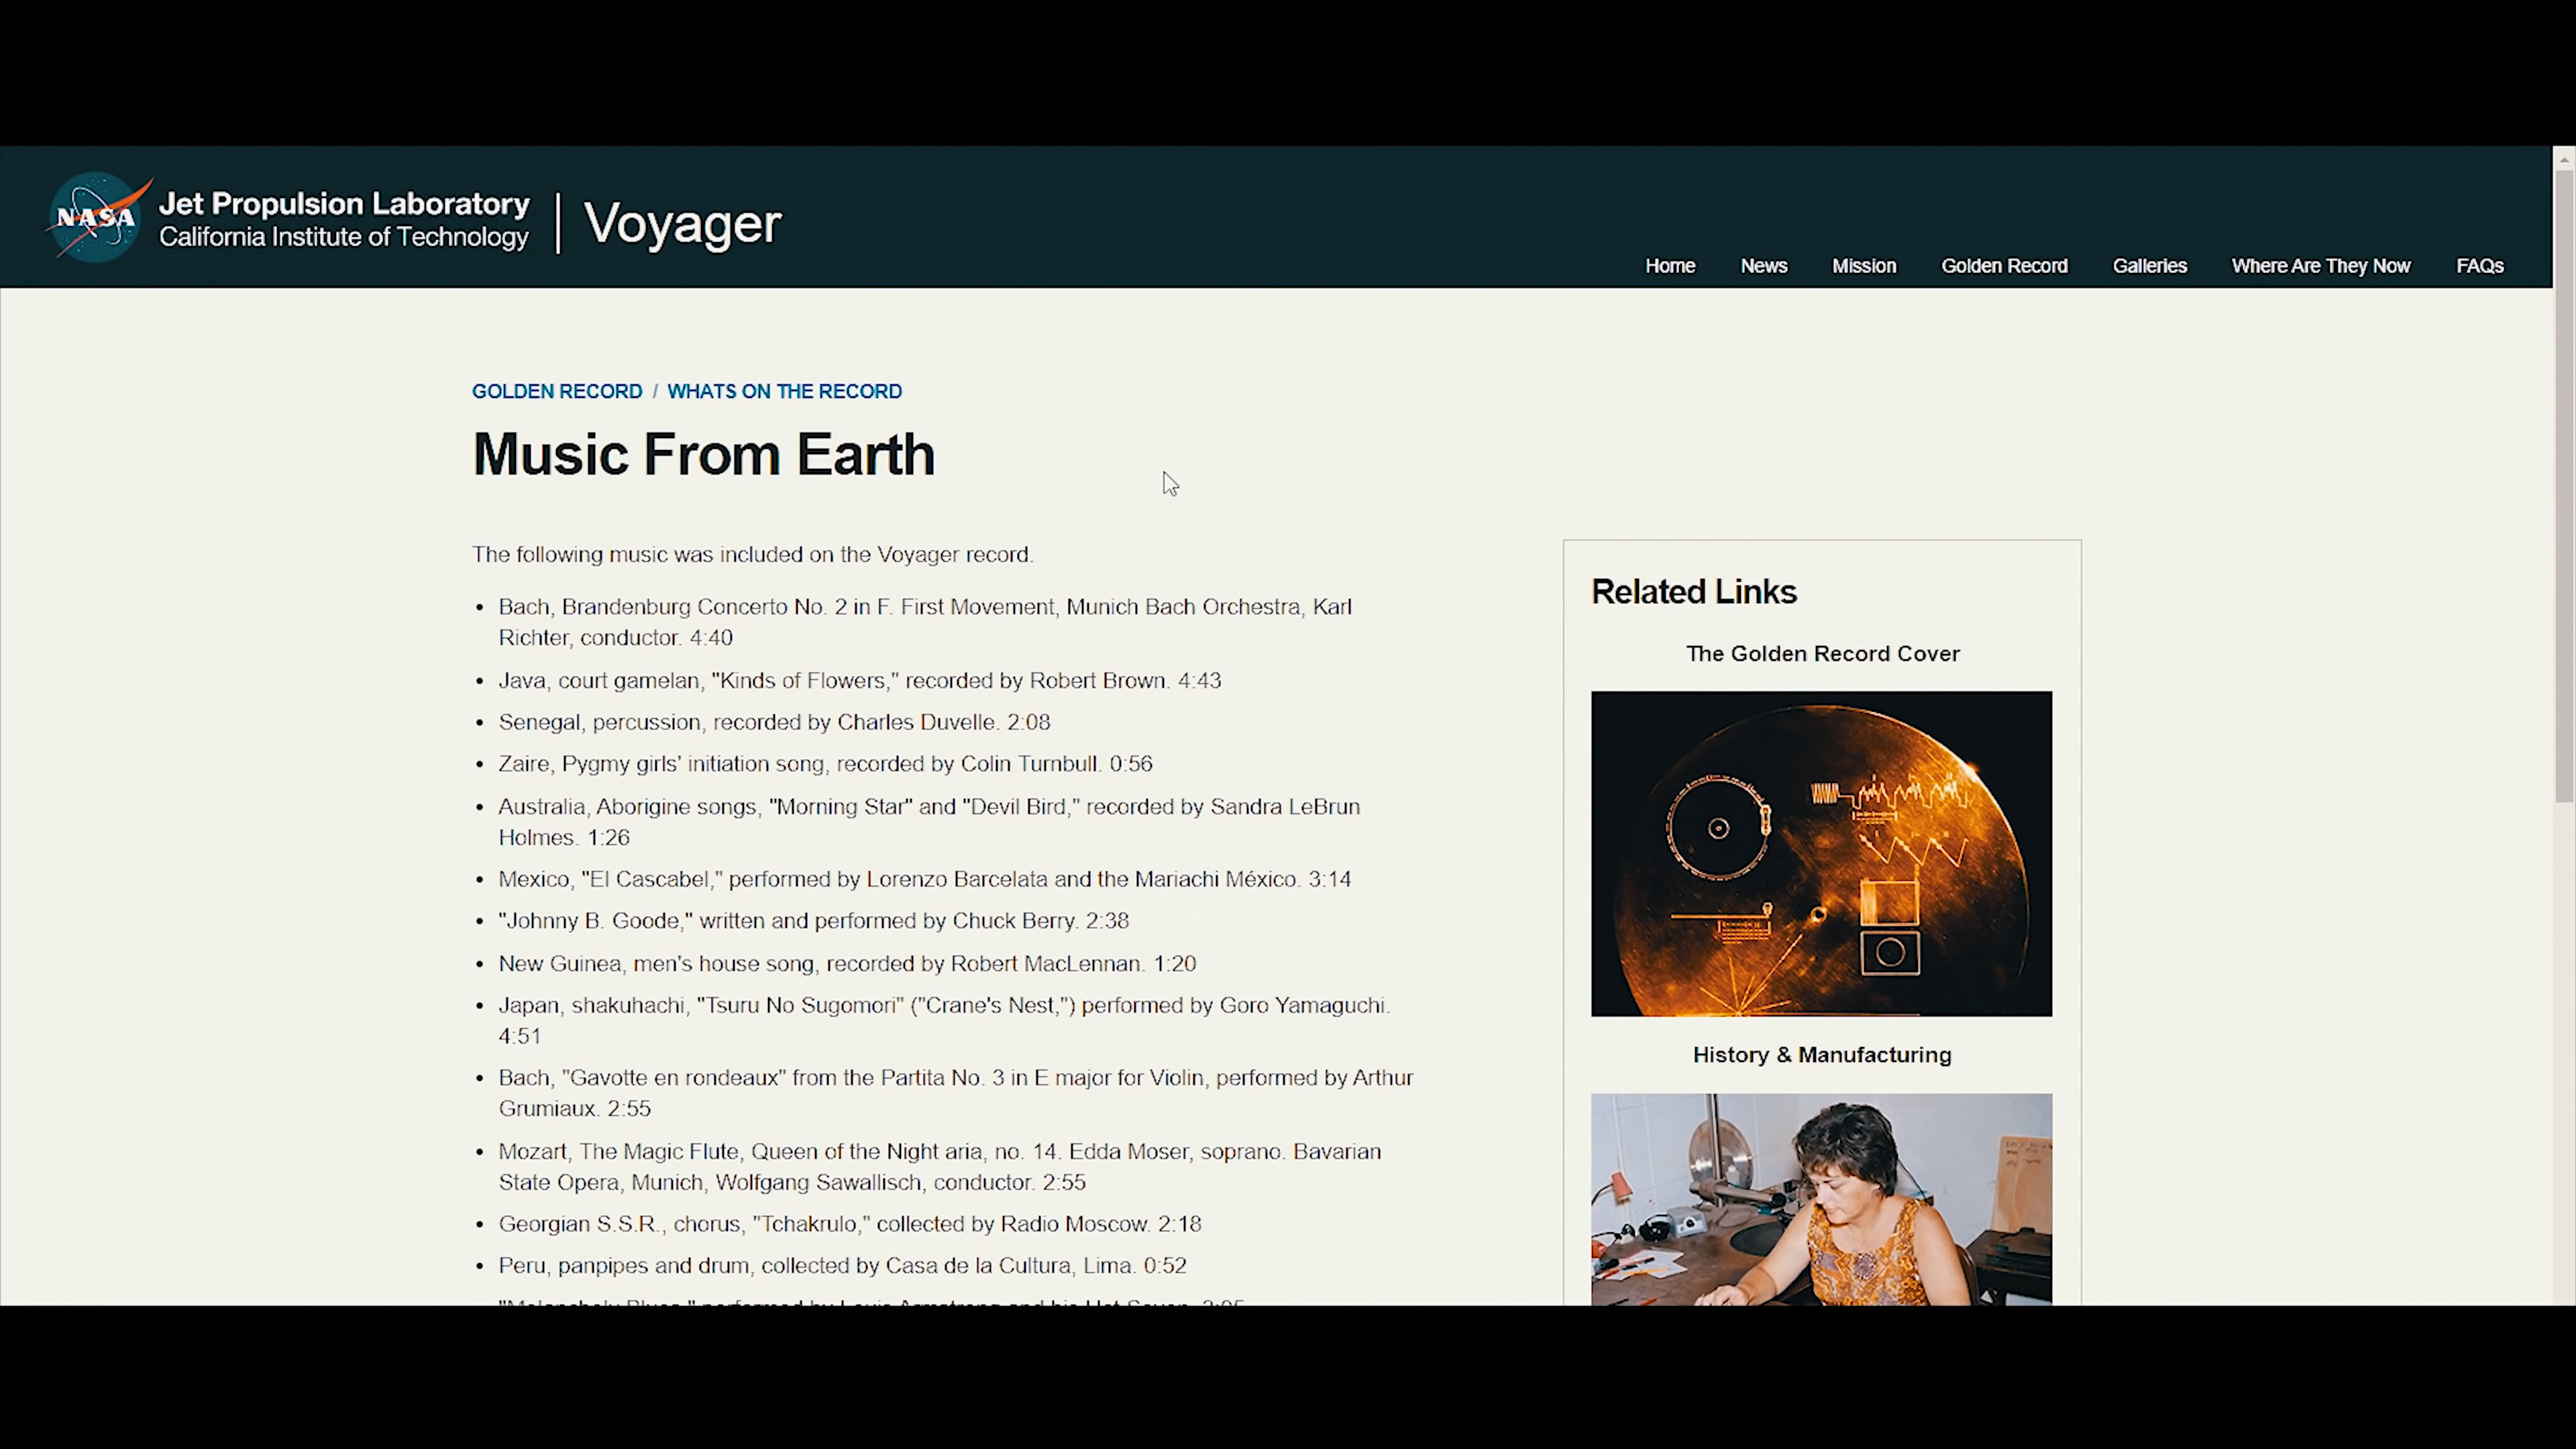 NASA
Jet Propulsion Laboratory
California Institute of Technology
Voyager
Home News Mission Golden Record Galleries Where Are They Now FAQs
GOLDEN RECORD / WHATS ON THE RECORD
Music From Earth
The following music was included on the Voyager record.
• Bach, Brandenburg Concerto No. 2 in F. First Movement, Munich Bach Orchestra, Karl
Richter, conductor. 4:40
• Java, court gamelan, "Kinds of Flowers," recorded by Robert Brown. 4:43
• Senegal, percussion, recorded by Charles Duvelle. 2:08
• Zaire, Pygmy girls' initiation song, recorded by Colin Turnbull. 0:56
• Australia, Aborigine songs, "Morning Star" and "Devil Bird," recorded by Sandra LeBrun
Holmes. 1:26
• Mexico, "El Cascabel," performed by Lorenzo Barcelata and the Mariachi México. 3:14
• "Johnny B. Goode," written and performed by Chuck Berry. 2:38
• New Guinea, men's house song, recorded by Robert MacLennan. 1:20
• Japan, shakuhachi, "Tsuru No Sugomori" ("Crane's Nest,") performed by Goro Yamaguchi.
4:51
• Bach, "Gavotte en rondeaux" from the Partita No. 3 in E major for Violin, performed by Arthur
Grumiaux. 2:55
• Mozart, The Magic Flute, Queen of the Night aria, no. 14. Edda Moser, soprano. Bavarian
State Opera, Munich, Wolfgang Sawallisch, conductor. 2:55
• Georgian S.S.R., chorus, "Tchakrulo," collected by Radio Moscow. 2:18
• Peru, panpipes and drum, collected by Casa de la Cultura, Lima. 0:52
Related Links
The Golden Record Cover
History & Manufacturing